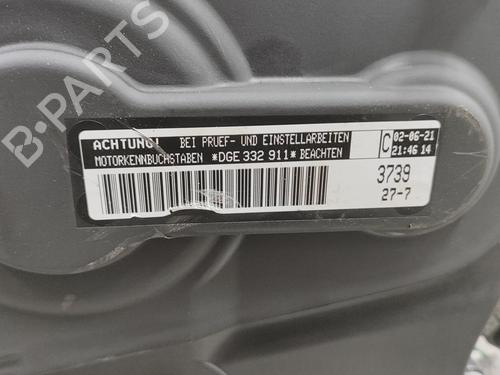 B-PARTS
ACHTUNG BEI PRUEF- UND EINSTELLARBEITEN
MOTORKENNBUCHSTABEN *DGE 332 911* BEACHTEN
C 02-06-21
21:46 14
3739
27-7